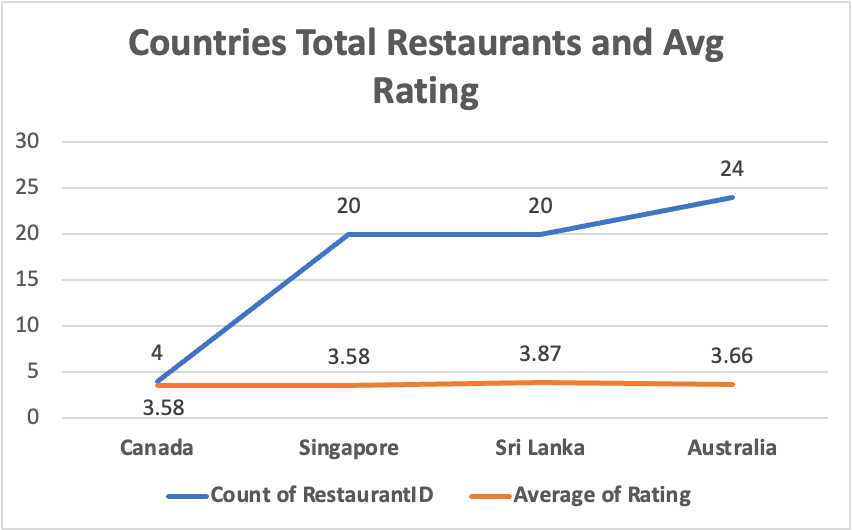 Countries Total Restaurants and Avg
Rating
30
25
20
15
10
5
0
4
20
20
24
3.58
3.58
3.87
3.66
Canada
Singapore
Sri Lanka
Australia
Count of RestaurantID
Average of Rating